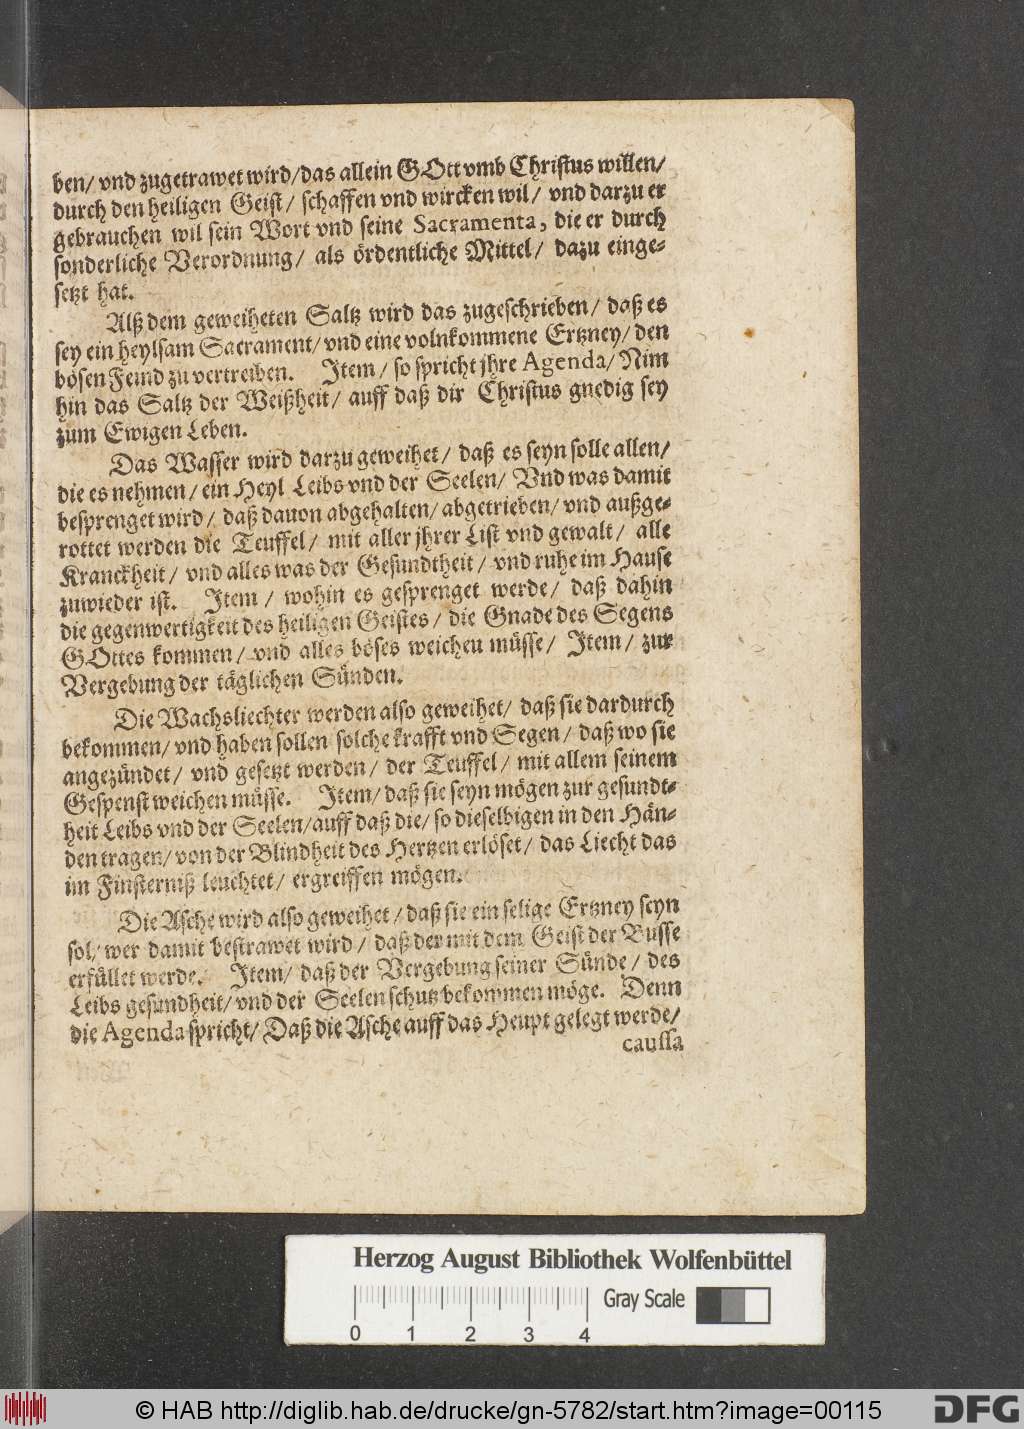 ben/ vnd zugetrawet wird/das allein GOtt vmb Christus willen/
durch den heiligen Geist/ schaffen vnd wircken wil/ vnd darzu er
gebrauchen wil sein Wort vnd seine Sacramenta, die er durch
sonderliche Verordnung/ als ördentliche Mittel/ dazu einge-
setzt hat.
Alß dem geweiheten Saltz wird das zugeschrieben/ daß es
sey ein heylsam Sacrament/vnd eine volnkommene Ertzney/ den
bösen Feind zu vertreiben. Item/ so spricht jhre Agenda/ Nim
hin das Saltz der Weißheit/ auff daß dir Christus gnedig sey
zum Ewigen Leben.
Das Wasser wird darzu geweihet/ daß es seyn solle allen/
die es nehmen/ ein Heyl Leibs vnd der Seelen/ Vnd was damit
besprenget wird/ daß dauon abgehalten/ abgetrieben/ vnd außge-
rottet werden die Teuffel/ mit aller jhrer List vnd gewalt/ alle
Kranckheit/ vnd alles was der Gesundtheit/ vnd ruhe im Hause
zuwieder ist. Item/ wohin es gesprenget werde/ daß dahin
die gegenwertigkeit des heiligen Geistes/ die Gnade des Segens
GOttes kommen/ vnd alles böses weicheu müsse/ Item/ zur
Vergebung der täglichen Sünden.
Die Wachsliechter werden also geweihet/ daß sie dardurch
bekommen/ vnd haben sollen solche krafft vnd Segen/ daß wo sie
angezündet/ vnd gesetzt werden/ der Teuffel/ mit allem seinem
Gespenst weichen müsse. Item/ daß sie seyn mögen zur gesundt-
heit Leibs vnd der Seelen/auff daß die/ so dieselbigen in den Hän-
den tragen/ von der Blindheit des Hertzen erlöset/ das Liecht das
im Finsterniß leuchtet/ ergreiffen mögen.
Die Asche wird also geweihet/ daß sie ein selige Ertzney seyn
sol/ wer damit bestrawet wird/ daß der mit dem Geist der Busse
erfüllet werde. Item/ daß der Vergebung seiner Sünde/ des
Leibs gesundheit/ vnd der Seelen schutz bekommen möge. Denn
die Agenda spricht/ Daß die Asche auff das Heupt gelegt werde/
caussa
Herzog August Bibliothek Wolfenbüttel
Gray Scale
0 1 2 3 4
© HAB http://diglib.hab.de/drucke/gn-5782/start.htm?image=00115
DFG